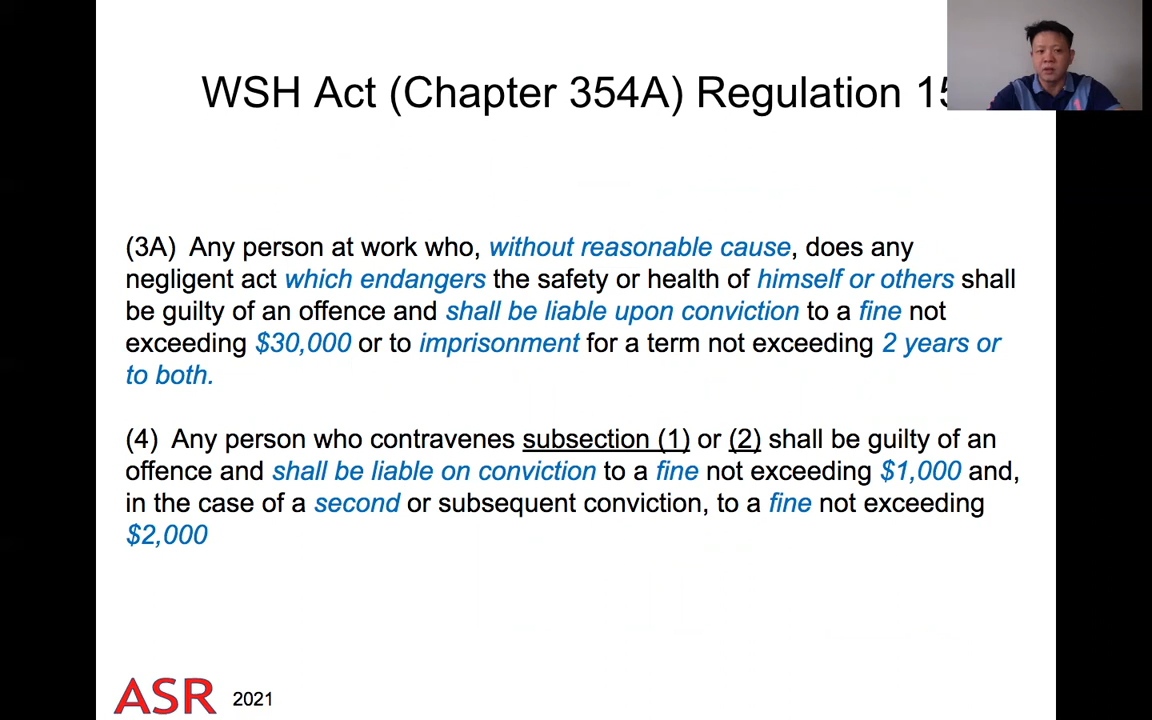 WSH Act (Chapter 354A) Regulation 15
(3A) Any person at work who, without reasonable cause, does any
negligent act which endangers the safety or health of himself or others shall
be guilty of an offence and shall be liable upon conviction to a fine not
exceeding $30,000 or to imprisonment for a term not exceeding 2 years or
to both.
(4) Any person who contravenes subsection (1) or (2) shall be guilty of an
offence and shall be liable on conviction to a fine not exceeding $1,000 and,
in the case of a second or subsequent conviction, to a fine not exceeding
$2,000
ASR 2021